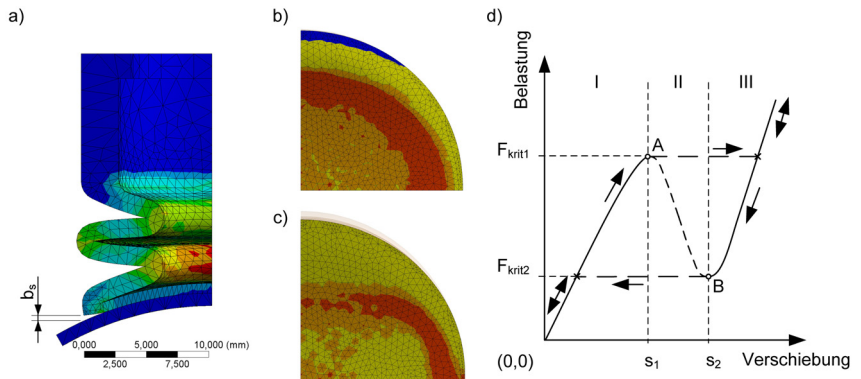 a)
b_s
0,000 5,000 10,000 (mm)
2,500 7,500
b)
c)
d)
Belastung
I II III
F_krit1
A
F_krit2
B
(0,0)
s_1 s_2 Verschiebung